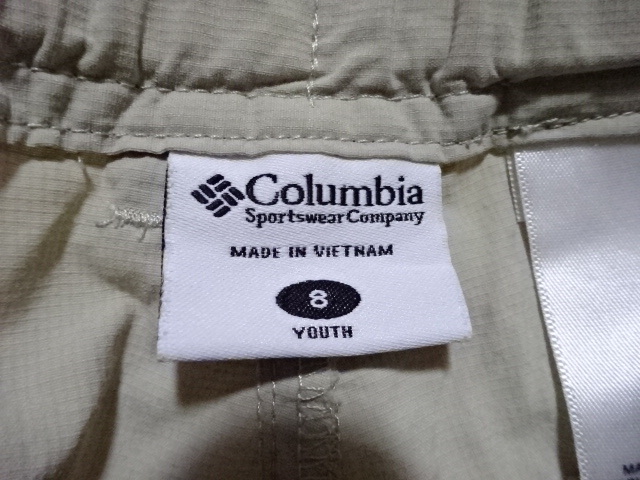 Columbia
Sportswear Company
MADE IN VIETNAM
8
YOUTH